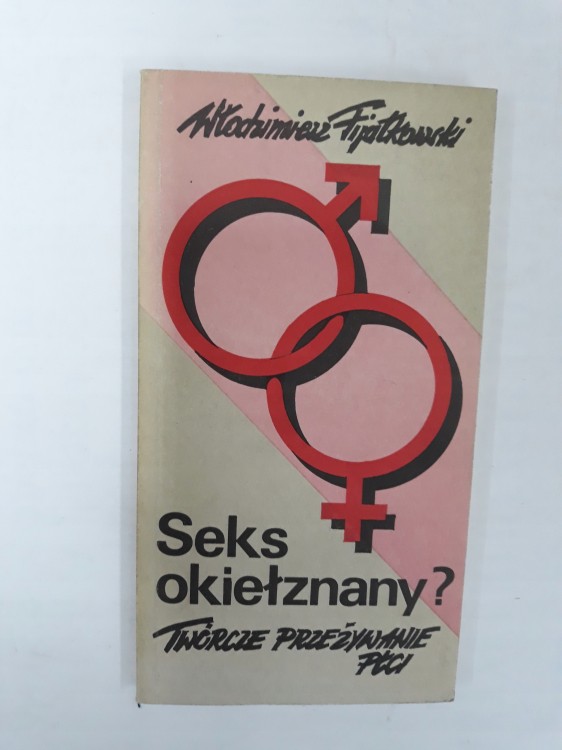 Włodzimierz Fijałkowski
Seks
okiełznany?
TWÓRCZE PRZEŻYWANIE
PŁCI